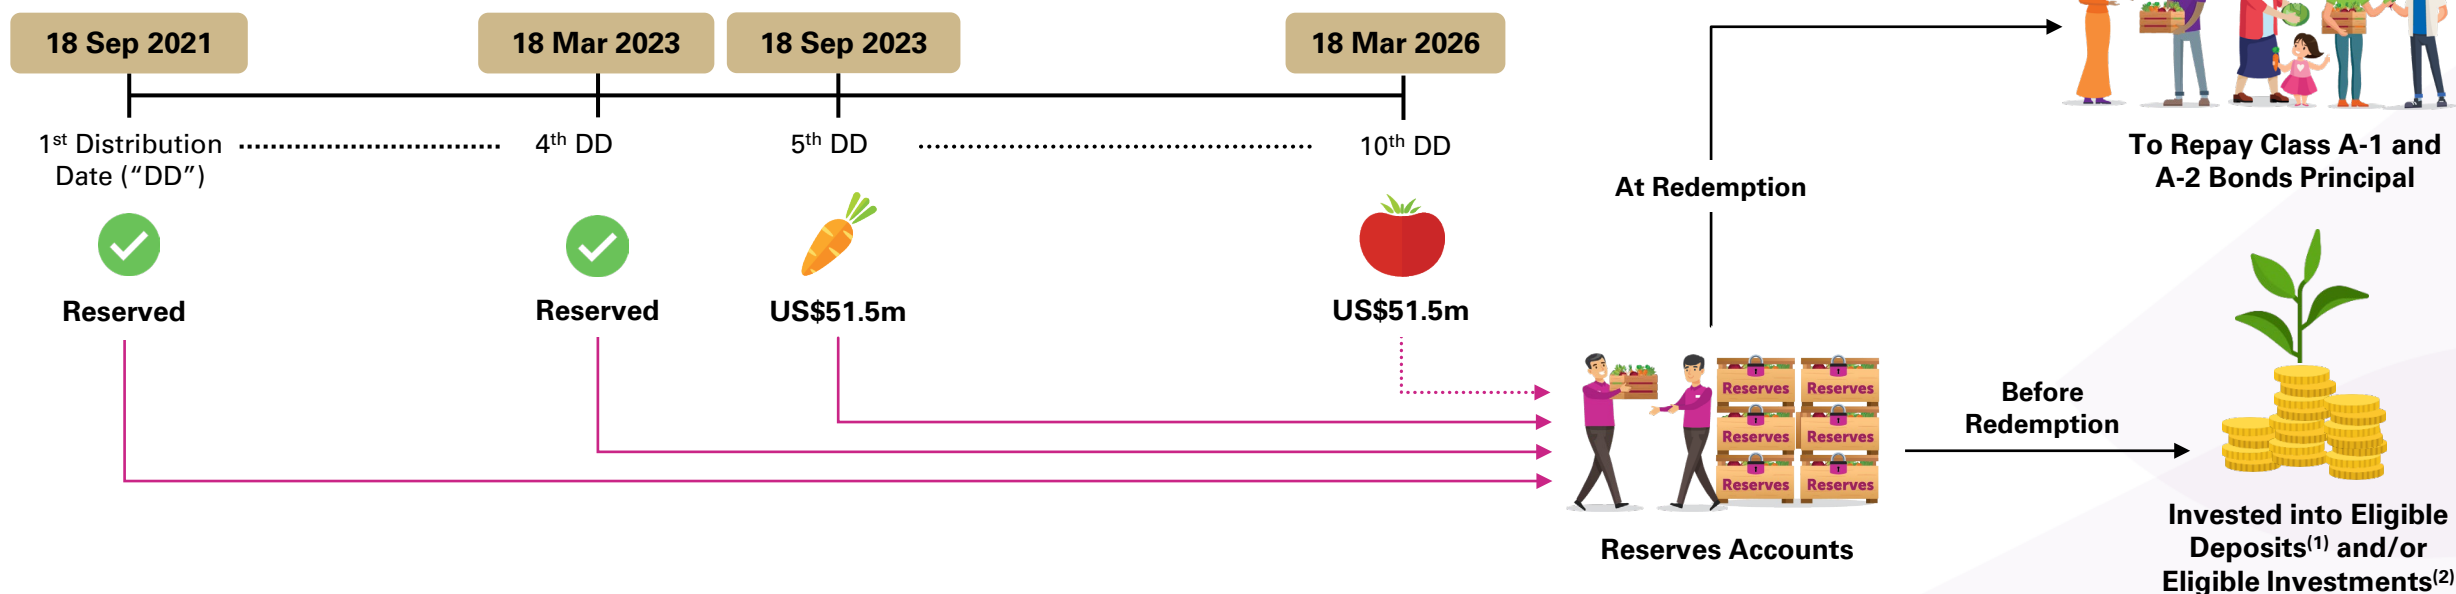 18 Sep 2021
18 Mar 2023
18 Sep 2023
18 Mar 2026
1st Distribution
Date (“DD”)
4th DD
5th DD
10th DD
Reserved
Reserved
US$51.5m
US$51.5m
At Redemption
To Repay Class A-1 and
A-2 Bonds Principal
Reserves
Reserves
Reserves
Reserves
Reserves
Reserves
Reserves Accounts
Before
Redemption
Invested into Eligible
Deposits(1) and/or
Eligible Investments(2)